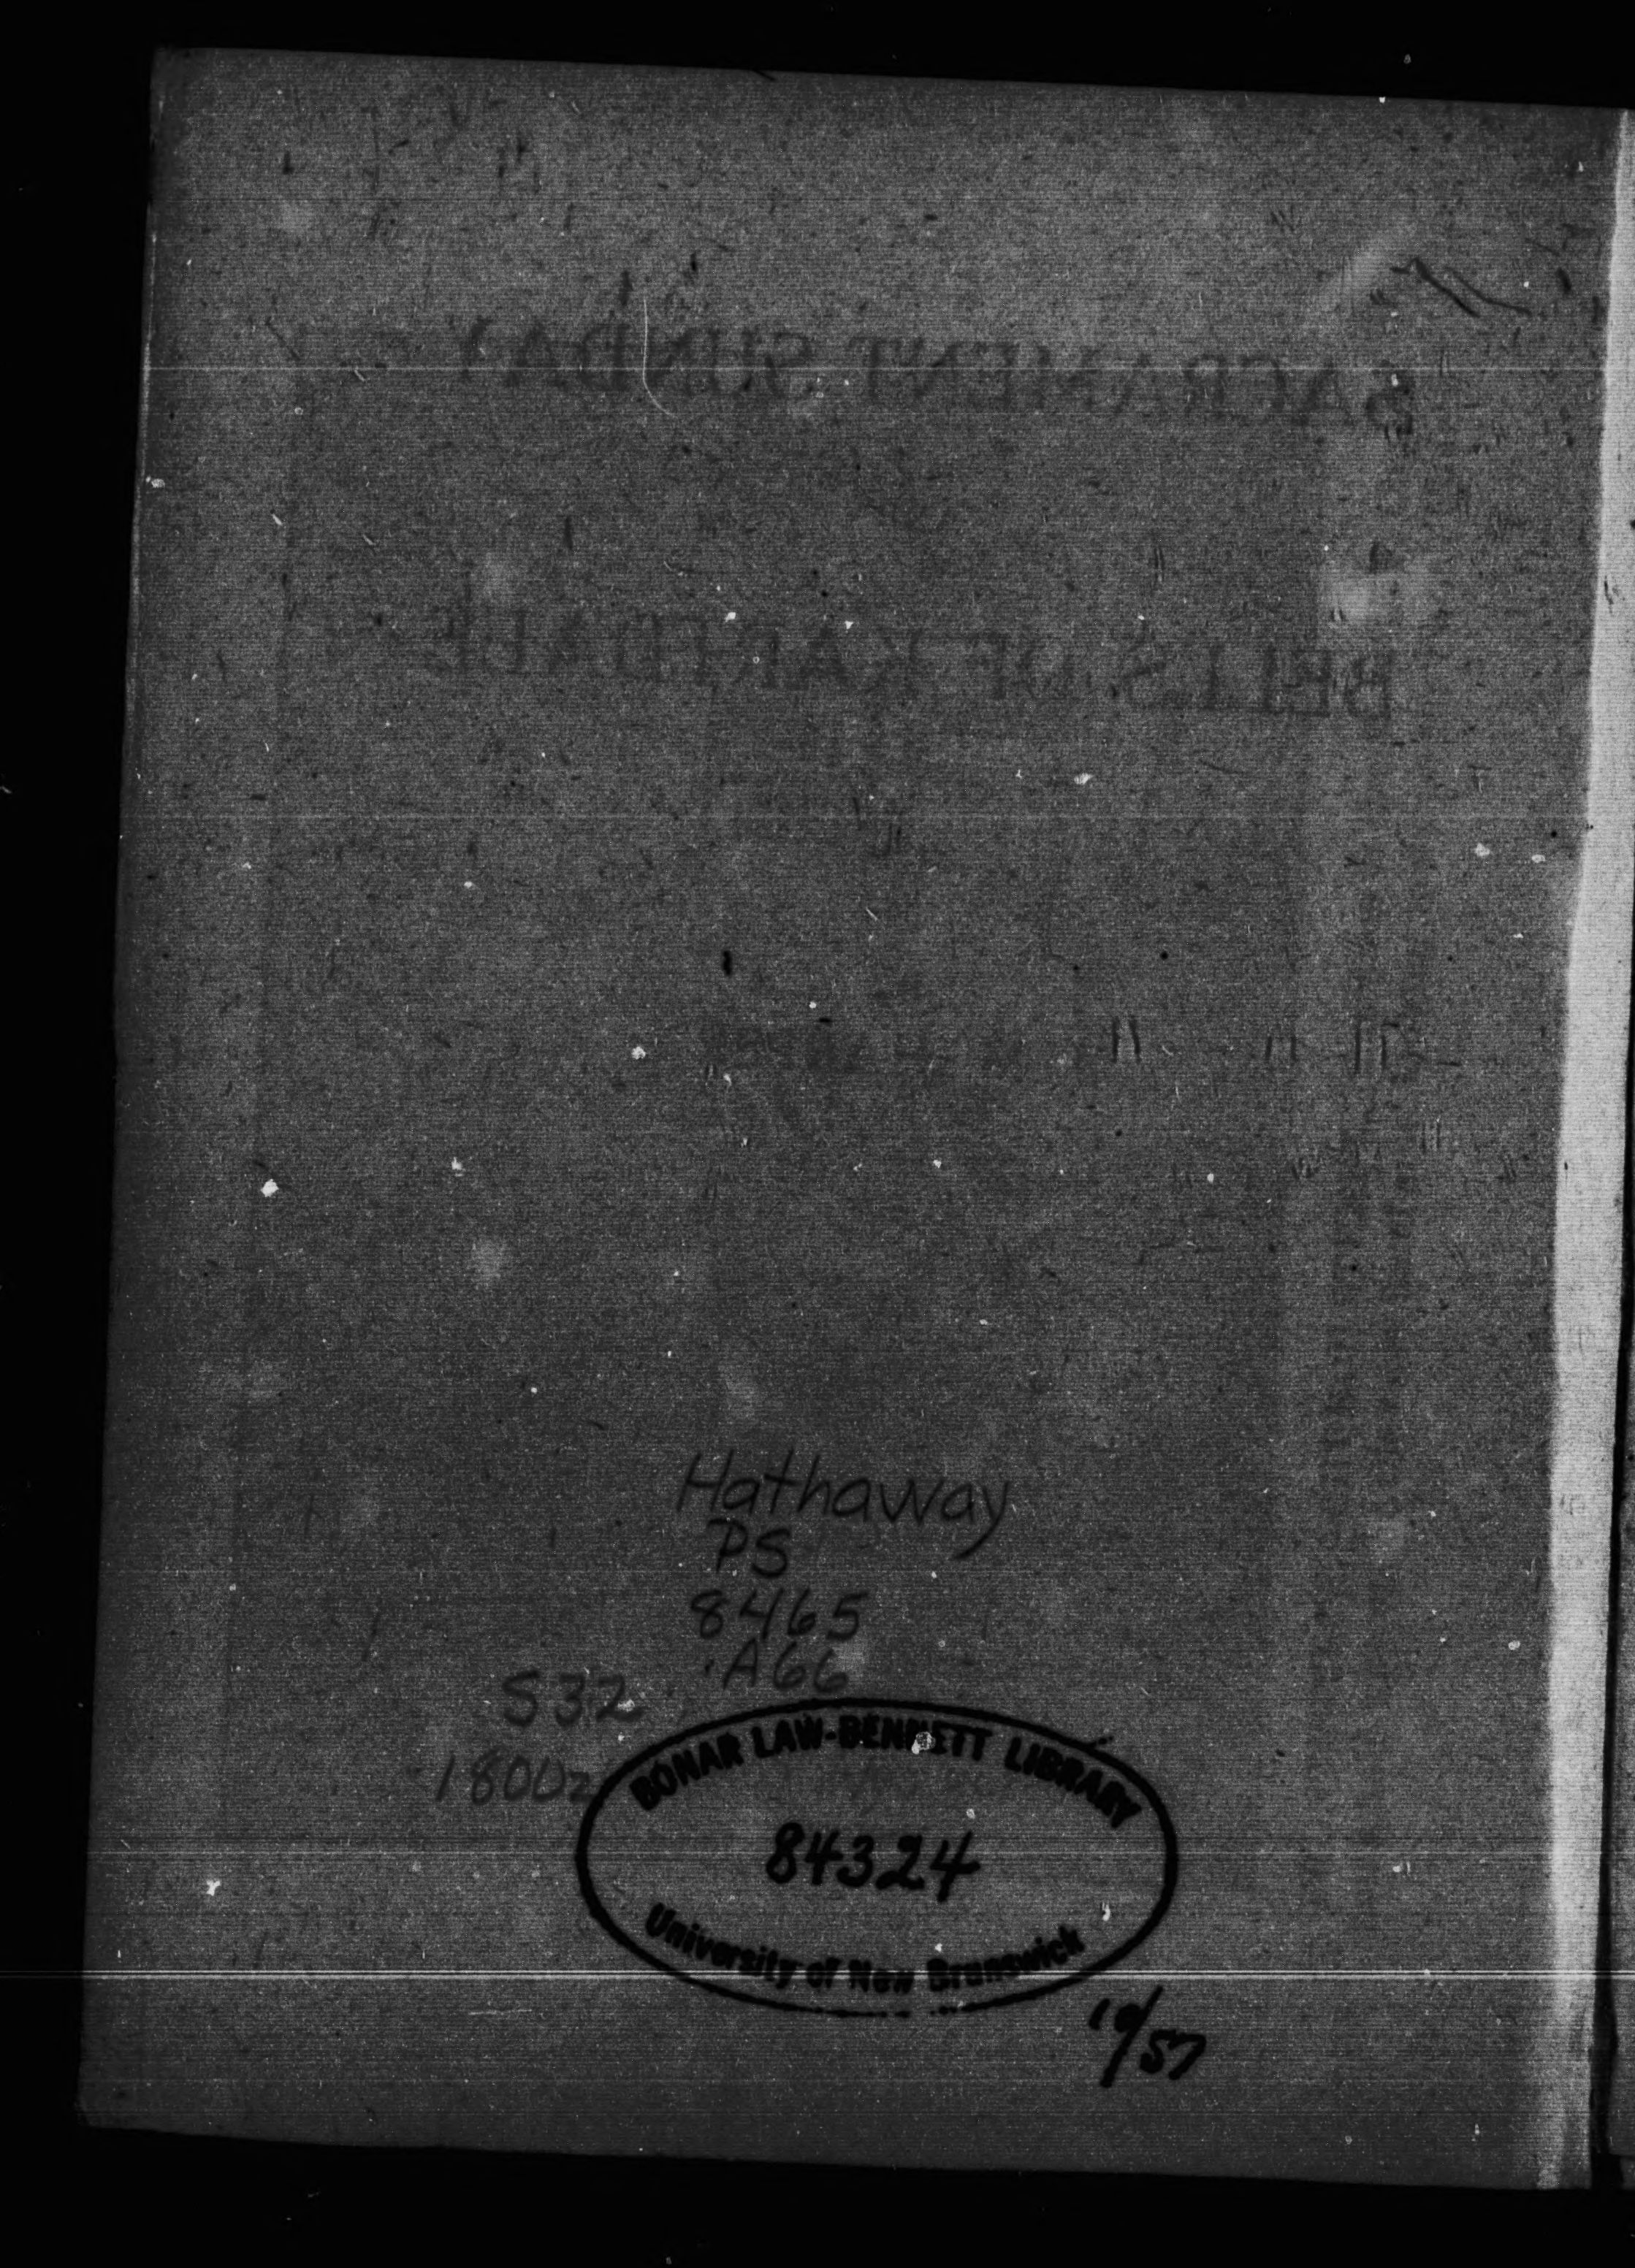 SACRAMENT SUNDAY
BELLS OF KARTDALE
Hathaway
PS
8465
.A66
S32
1800z
BONAR LAW-BENNETT LIBRARY
84324
University of New Brunswick
10/57